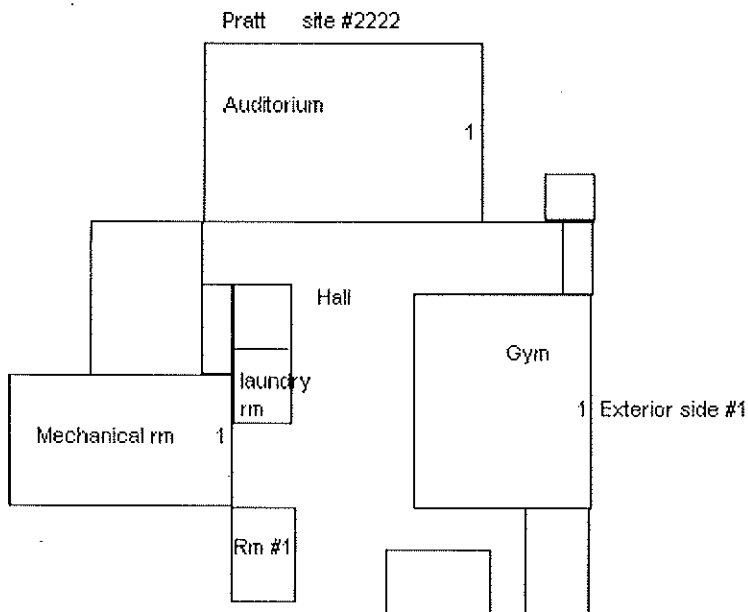 Pratt site #2222
Auditorium
1
Hall
Gym
laundry
rm
1 Exterior side #1
Mechanical rm 1
Rm #1